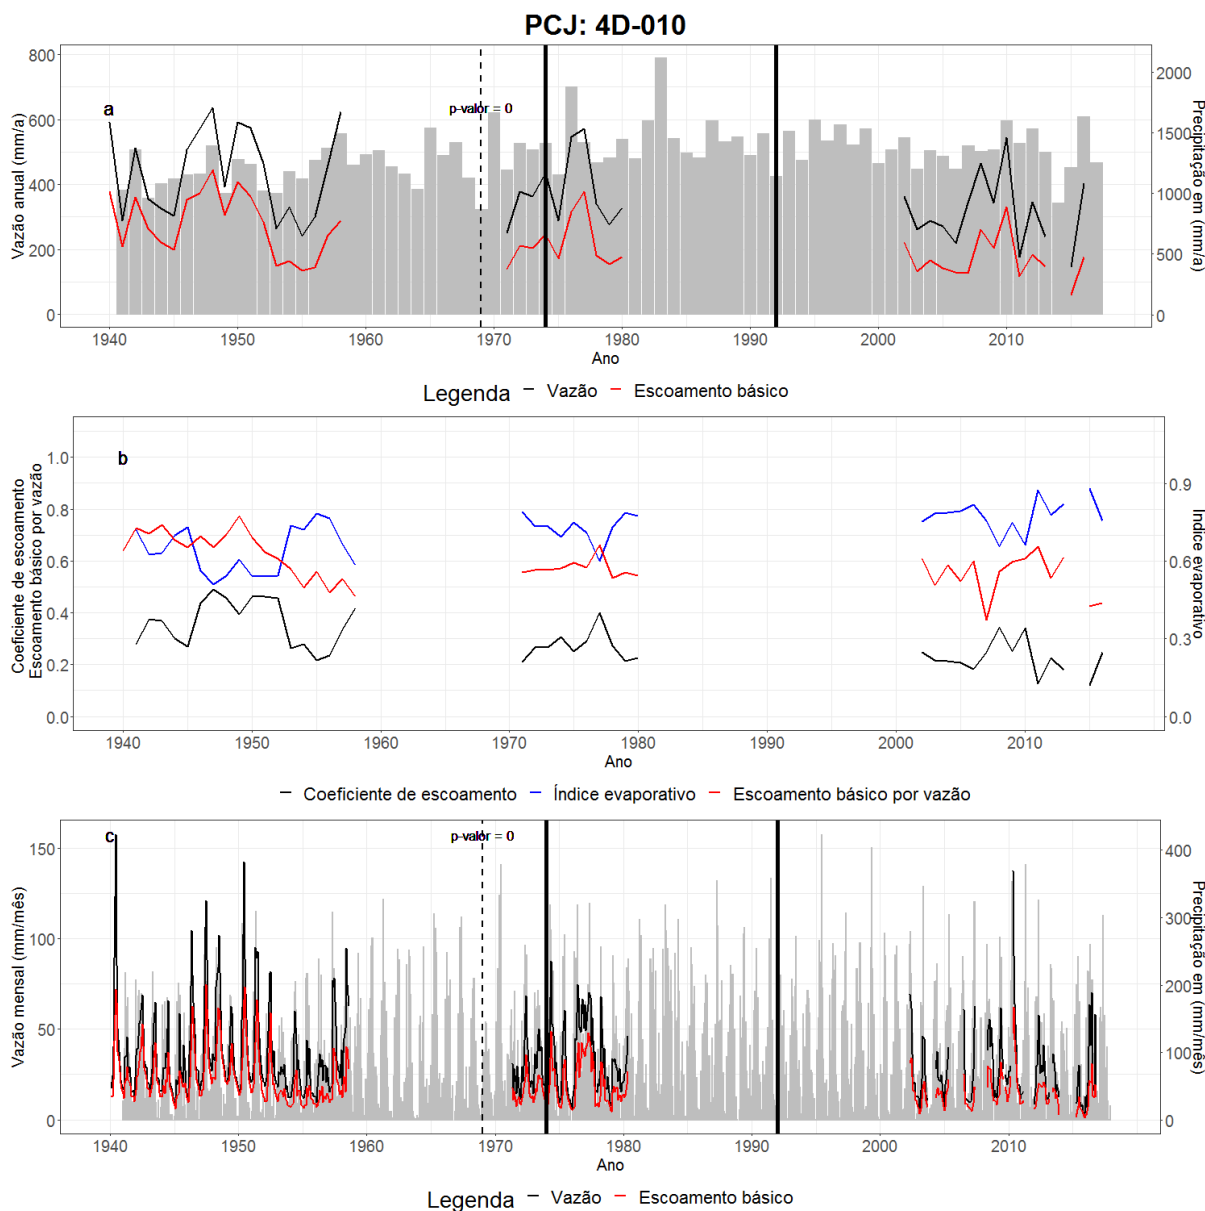 PCJ: 4D-010
800
600
400
200
0
Vazão anual (mm/a)
a
p-valor = 0
2000
1500
1000
500
0
Precipitação em (mm/a)
1940 1950 1960 1970 1980 1990 2000 2010
Ano
Legenda Vazão Escoamento básico
1.0
0.8
0.6
0.4
0.2
0.0
Coeficiente de escoamento
Escoamento básico por vazão
b
0.9
0.6
0.3
0.0
Indice evaporativo
1940 1950 1960 1970 1980 1990 2000 2010
Ano
Coeficiente de escoamento Índice evaporativo Escoamento básico por vazão
150
100
50
0
Vazão mensal (mm/mês)
c
p-valor = 0
400
300
200
100
0
Precipitação em (mm/mês)
1940 1950 1960 1970 1980 1990 2000 2010
Ano
Legenda Vazão Escoamento básico